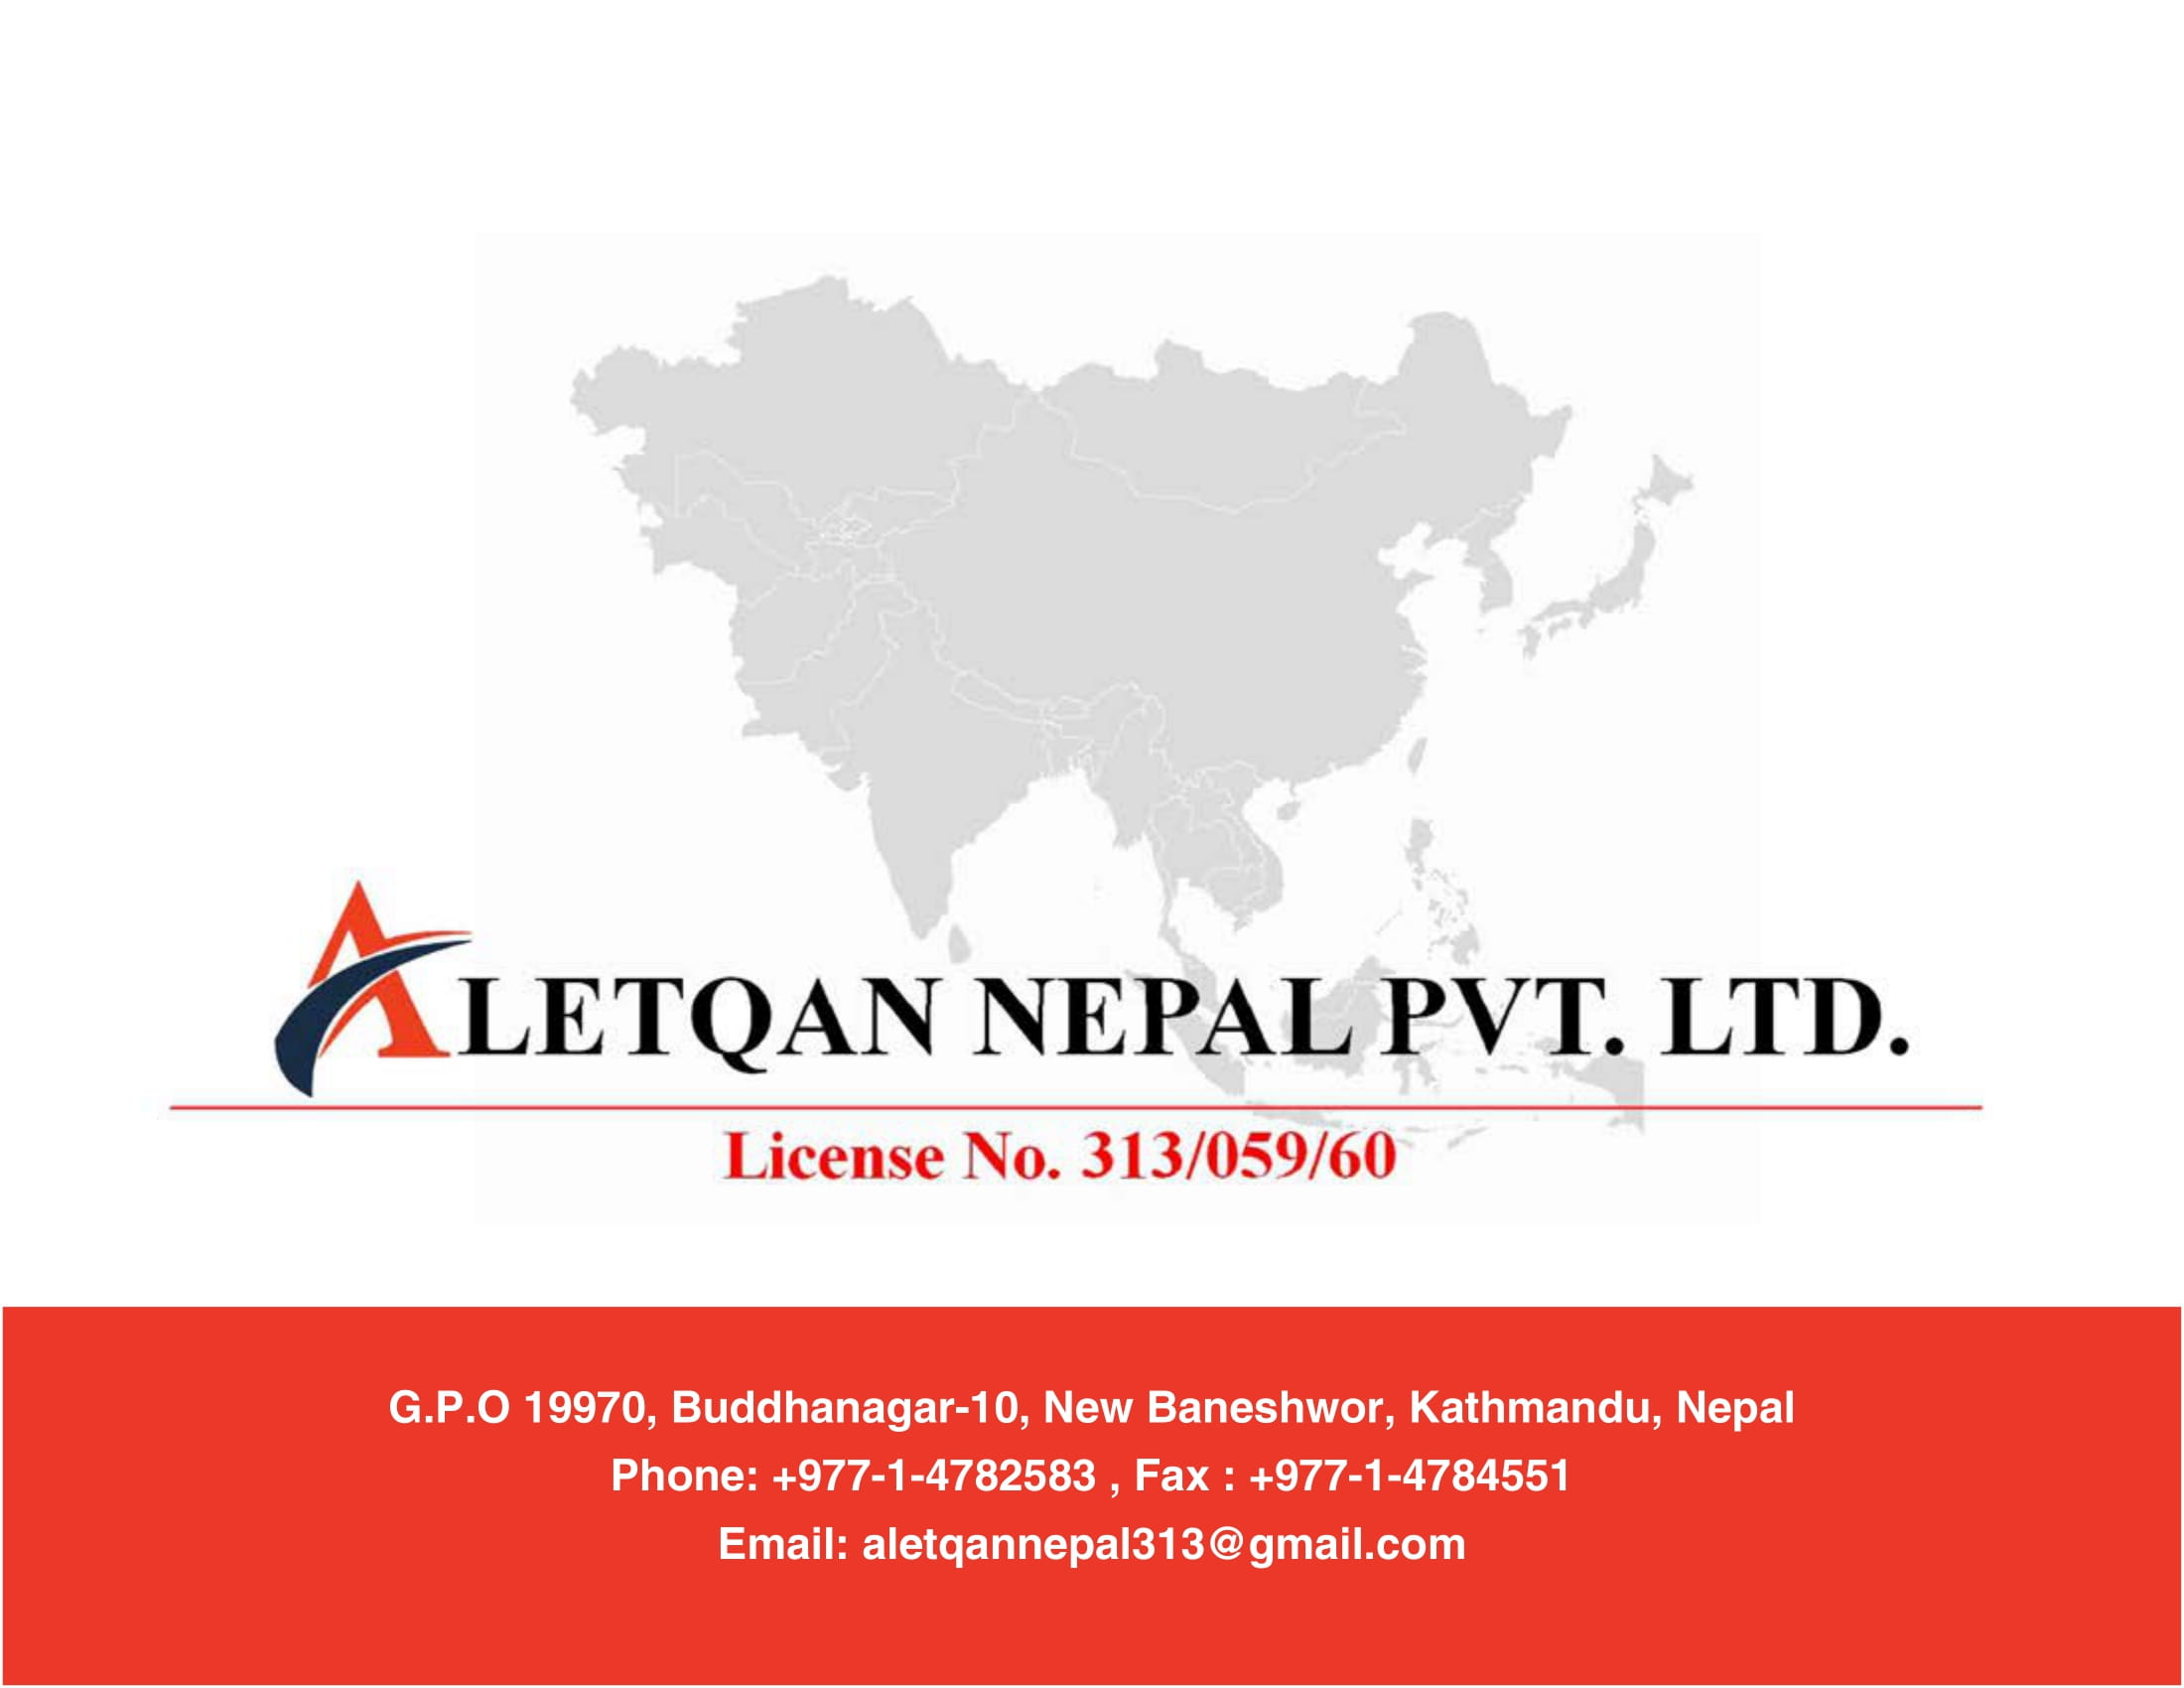 ALETQAN NEPAL PVT. LTD.
License No. 313/059/60
G.P.O 19970, Buddhanagar-10, New Baneshwor, Kathmandu, Nepal
Phone: +977-1-4782583 , Fax : +977-1-4784551
Email: aletqannepal313@gmail.com